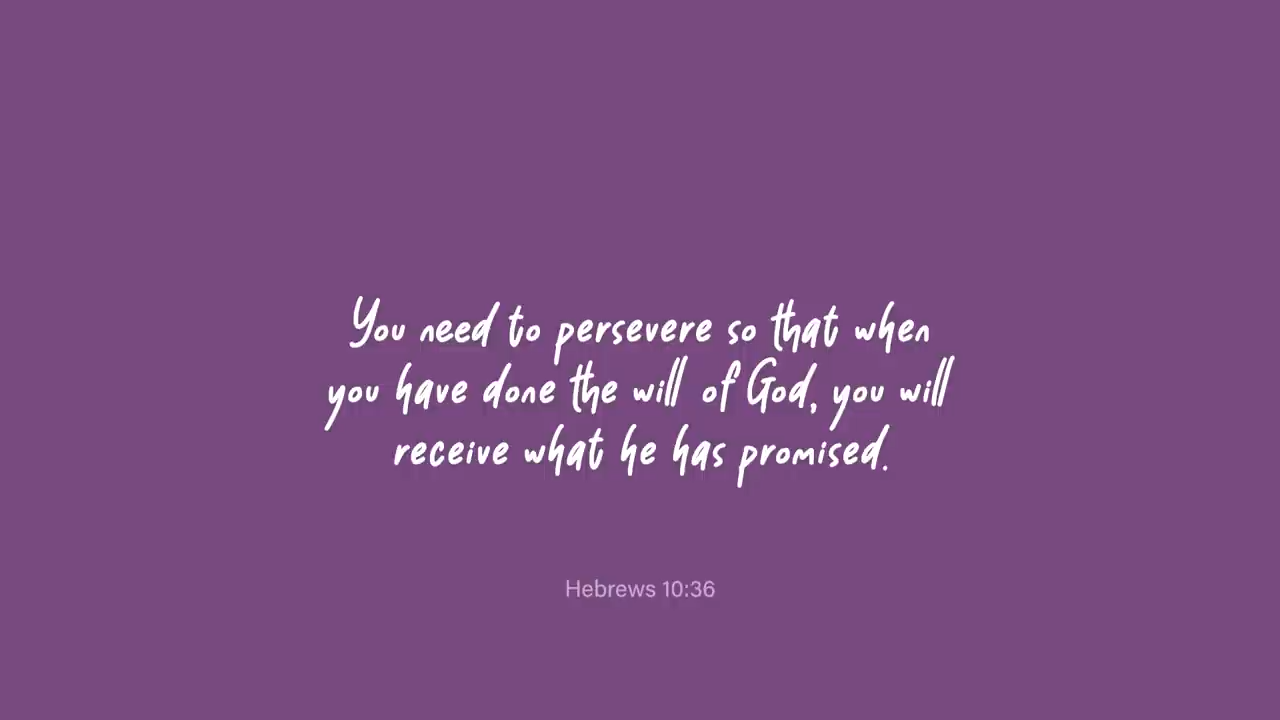 You need to persevere so that when
you have done the will of God, you will
receive what he has promised.
Hebrews 10:36